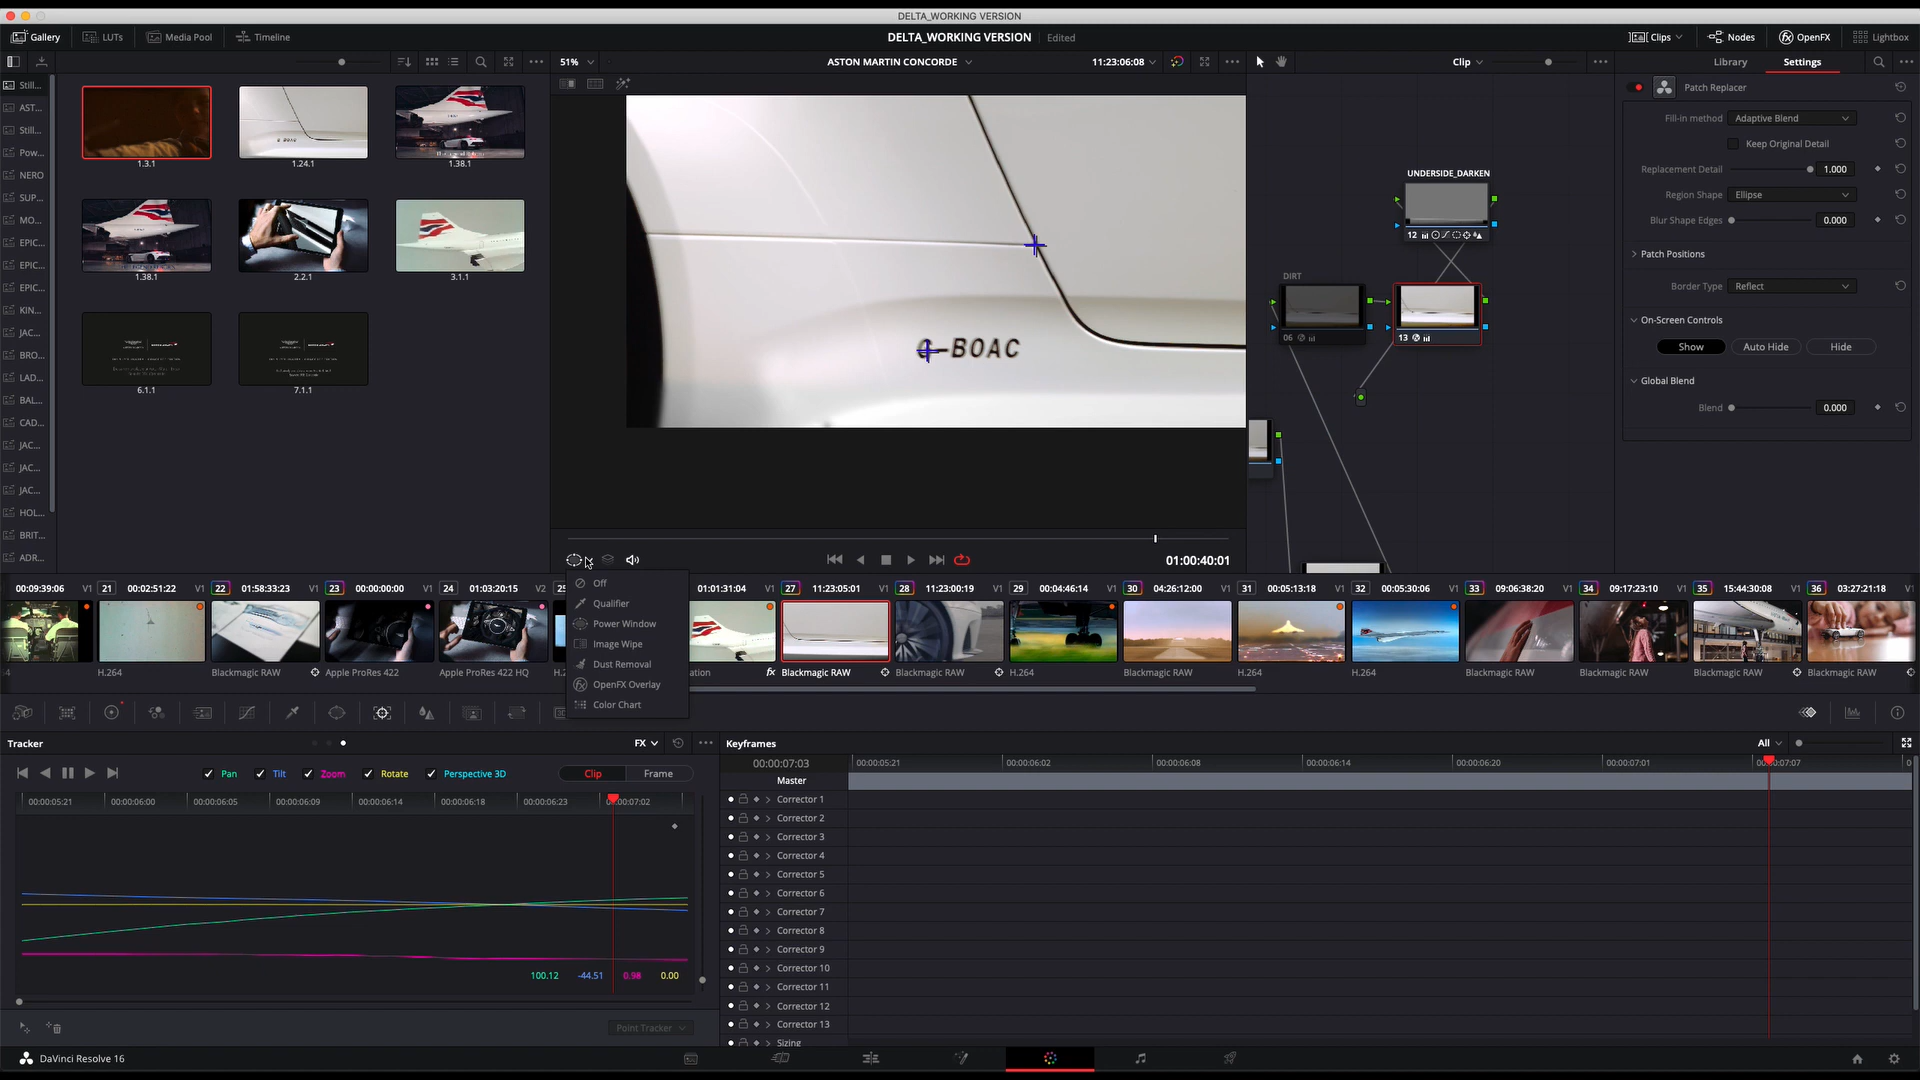 DELTA_WORKING VERSION
Gallery LUTs Media Pool Timeline DELTA_WORKING VERSION Edited Clips Nodes OpenFX Lightbox
51% ASTON MARTIN CONCORDE 11:23:06:08 Clip Library Settings
Still...
AST...
Still...
Pow...
NERO
SUP...
MO...
EPIC...
EPIC...
EPIC...
KIN...
JAC...
BRO...
LAD...
BAL...
CAD...
JAC...
JAC...
JAC...
HOL...
BRIT...
ADR...
1.3.1 1.24.1 1.38.1
1.38.1 2.2.1 3.1.1
6.1.1 7.1.1
G-BOAC
UNDERSIDE_DARKEN
12
DIRT
06 13
Patch Replacer
Fill-in method Adaptive Blend
Keep Original Detail
Replacement Detail 1.000
Region Shape Ellipse
Blur Shape Edges 0.000
Patch Positions
Border Type Reflect
On-Screen Controls
Show Auto Hide Hide
Global Blend
Blend 0.000
01:00:40:01
Off
Qualifier
Power Window
Image Wipe
Dust Removal
OpenFX Overlay
Color Chart
00:09:39:06 V1 21 00:02:51:22 V1 22 01:58:33:23 V1 23 00:00:00:00 V1 24 01:03:20:15 V2 25 01:01:31:04 V1 27 11:23:05:01 V1 28 11:23:00:19 V1 29 00:04:46:14 V1 30 04:26:12:00 V1 31 00:05:13:18 V1 32 00:05:30:06 V1 33 09:06:38:20 V1 34 09:17:23:10 V1 35 15:44:30:08 V1 36 03:27:21:18 V1
H.264 Blackmagic RAW Apple ProRes 422 Apple ProRes 422 HQ ation fx Blackmagic RAW Blackmagic RAW H.264 Blackmagic RAW H.264 H.264 Blackmagic RAW Blackmagic RAW Blackmagic RAW Blackmagic RAW
Tracker FX
Pan Tilt Zoom Rotate Perspective 3D Clip Frame
00:00:05:21 00:00:06:00 00:00:06:05 00:00:06:09 00:00:06:14 00:00:06:18 00:00:06:23 00:00:07:02
100.12 -44.51 0.98 0.00
Point Tracker
Keyframes All
00:00:07:03 00:00:05:21 00:00:06:02 00:00:06:08 00:00:06:14 00:00:06:20 00:00:07:01 00:00:07:07
Master
Corrector 1
Corrector 2
Corrector 3
Corrector 4
Corrector 5
Corrector 6
Corrector 7
Corrector 8
Corrector 9
Corrector 10
Corrector 11
Corrector 12
Corrector 13
Sizing
DaVinci Resolve 16